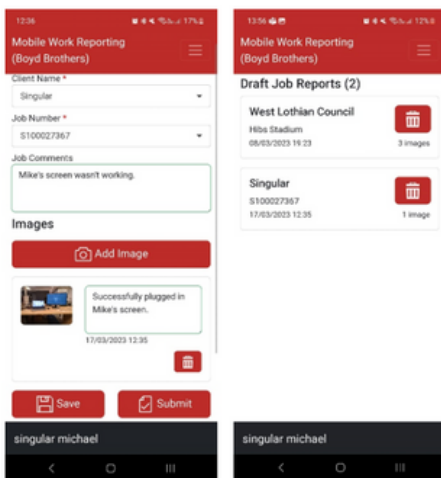 12:36
17%
Mobile Work Reporting
(Boyd Brothers)
Client Name *
Singular
Job Number *
S100027367
Job Comments
Mike's screen wasn't working.
Images
Add Image
Successfully plugged in
Mike's screen.
17/03/2023 12:35
Save
Submit
singular michael
13:56
12%
Mobile Work Reporting
(Boyd Brothers)
Draft Job Reports (2)
West Lothian Council
Hibs Stadium
08/03/2023 19:23
3 images
Singular
S100027367
17/03/2023 12:35
1 image
singular michael